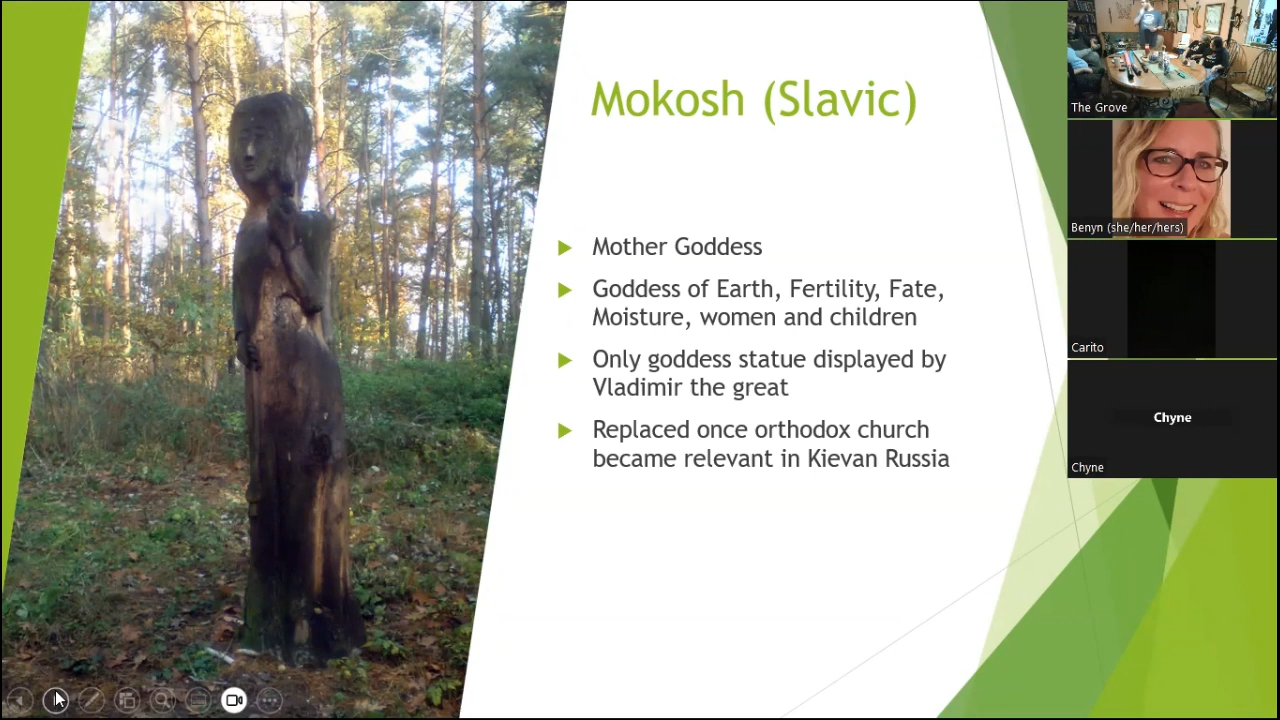 Mokosh (Slavic)
Mother Goddess
Goddess of Earth, Fertility, Fate,
Moisture, women and children
Only goddess statue displayed by
Vladimir the great
Replaced once orthodox church
became relevant in Kievan Russia
The Grove
Benyn (she/her/hers)
Carito
Chyne
Chyne